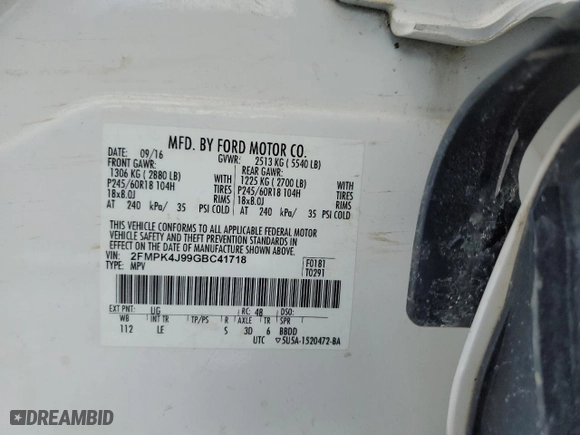 MFD. BY FORD MOTOR CO.
DATE: 09/16 GVWR: 2513 KG ( 5540 LB)
FRONT GAWR: REAR GAWR:
1306 KG ( 2880 LB) WITH 1225 KG ( 2700 LB) WITH
P245/60R18 104H TIRES P245/60R18 104H TIRES
18x8.0J RIMS 18x8.0J RIMS
AT 240 kPa/ 35 PSI COLD AT 240 kPa/ 35 PSI COLD
THIS VEHICLE CONFORMS TO ALL APPLICABLE FEDERAL MOTOR
VEHICLE SAFETY AND THEFT PREVENTION STANDARDS IN
EFFECT ON THE DATE OF MANUFACTURE SHOWN ABOVE.
VIN: 2FMPK4J99GBC41718 F0181
TYPE: MPV T0291
EXT PNT: UG RC: 48 DSO:
WB INT TR TP/PS R AXLE TR SPR
112 LE 5 3D 6 BBDD
UTC ▽5U5A-1520472-BA
DREAMBID